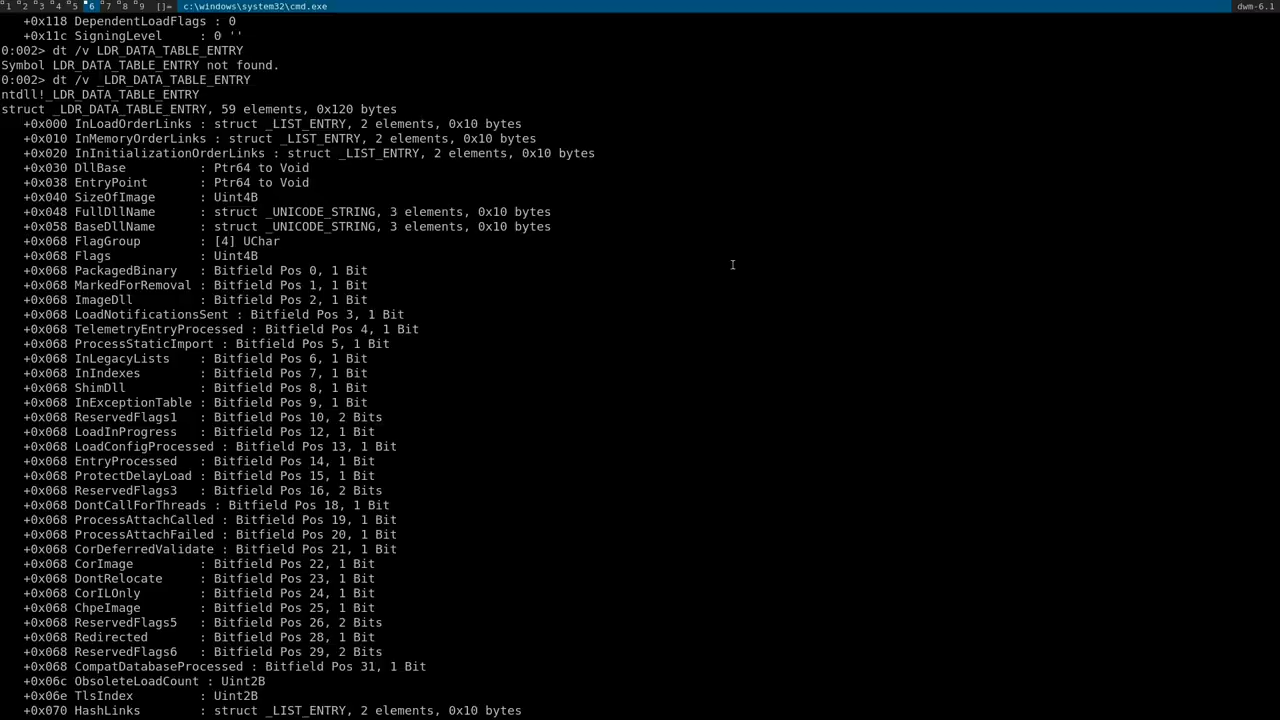 1 2 3 4 5 6 7 8 9 []= c:\windows\system32\cmd.exe dwm-6.1
+0x118 DependentLoadFlags : 0
+0x11c SigningLevel : 0 ''
0:002> dt /v LDR_DATA_TABLE_ENTRY
Symbol LDR_DATA_TABLE_ENTRY not found.
0:002> dt /v _LDR_DATA_TABLE_ENTRY
ntdll!_LDR_DATA_TABLE_ENTRY
struct _LDR_DATA_TABLE_ENTRY, 59 elements, 0x120 bytes
+0x000 InLoadOrderLinks : struct _LIST_ENTRY, 2 elements, 0x10 bytes
+0x010 InMemoryOrderLinks : struct _LIST_ENTRY, 2 elements, 0x10 bytes
+0x020 InInitializationOrderLinks : struct _LIST_ENTRY, 2 elements, 0x10 bytes
+0x030 DllBase : Ptr64 to Void
+0x038 EntryPoint : Ptr64 to Void
+0x040 SizeOfImage : Uint4B
+0x048 FullDllName : struct _UNICODE_STRING, 3 elements, 0x10 bytes
+0x058 BaseDllName : struct _UNICODE_STRING, 3 elements, 0x10 bytes
+0x068 FlagGroup : [4] UChar
+0x068 Flags : Uint4B
+0x068 PackagedBinary : Bitfield Pos 0, 1 Bit
+0x068 MarkedForRemoval : Bitfield Pos 1, 1 Bit
+0x068 ImageDll : Bitfield Pos 2, 1 Bit
+0x068 LoadNotificationsSent : Bitfield Pos 3, 1 Bit
+0x068 TelemetryEntryProcessed : Bitfield Pos 4, 1 Bit
+0x068 ProcessStaticImport : Bitfield Pos 5, 1 Bit
+0x068 InLegacyLists : Bitfield Pos 6, 1 Bit
+0x068 InIndexes : Bitfield Pos 7, 1 Bit
+0x068 ShimDll : Bitfield Pos 8, 1 Bit
+0x068 InExceptionTable : Bitfield Pos 9, 1 Bit
+0x068 ReservedFlags1 : Bitfield Pos 10, 2 Bits
+0x068 LoadInProgress : Bitfield Pos 12, 1 Bit
+0x068 LoadConfigProcessed : Bitfield Pos 13, 1 Bit
+0x068 EntryProcessed : Bitfield Pos 14, 1 Bit
+0x068 ProtectDelayLoad : Bitfield Pos 15, 1 Bit
+0x068 ReservedFlags3 : Bitfield Pos 16, 2 Bits
+0x068 DontCallForThreads : Bitfield Pos 18, 1 Bit
+0x068 ProcessAttachCalled : Bitfield Pos 19, 1 Bit
+0x068 ProcessAttachFailed : Bitfield Pos 20, 1 Bit
+0x068 CorDeferredValidate : Bitfield Pos 21, 1 Bit
+0x068 CorImage : Bitfield Pos 22, 1 Bit
+0x068 DontRelocate : Bitfield Pos 23, 1 Bit
+0x068 CorILOnly : Bitfield Pos 24, 1 Bit
+0x068 ChpeImage : Bitfield Pos 25, 1 Bit
+0x068 ReservedFlags5 : Bitfield Pos 26, 2 Bits
+0x068 Redirected : Bitfield Pos 28, 1 Bit
+0x068 ReservedFlags6 : Bitfield Pos 29, 2 Bits
+0x068 CompatDatabaseProcessed : Bitfield Pos 31, 1 Bit
+0x06c ObsoleteLoadCount : Uint2B
+0x06e TlsIndex : Uint2B
+0x070 HashLinks : struct _LIST_ENTRY, 2 elements, 0x10 bytes